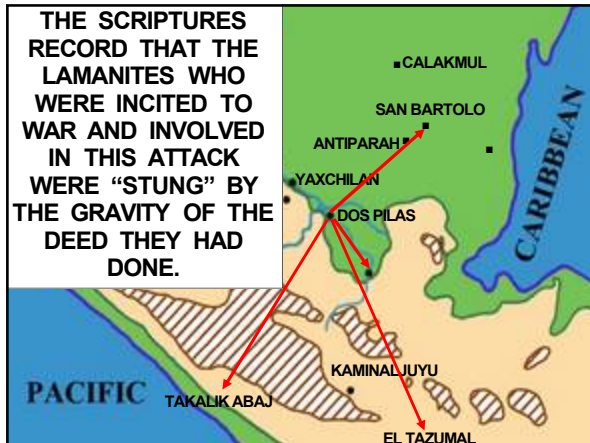 THE SCRIPTURES
RECORD THAT THE
LAMANITES WHO
WERE INCITED TO
WAR AND INVOLVED
IN THIS ATTACK
WERE “STUNG” BY
THE GRAVITY OF THE
DEED THEY HAD
DONE.
CALAKMUL
SAN BARTOLO
ANTIPARAH
YAXCHILAN
DOS PILAS
CARIBBEAN
KAMINALJUYU
PACIFIC
TAKALIK ABAJ
EL TAZUMAL